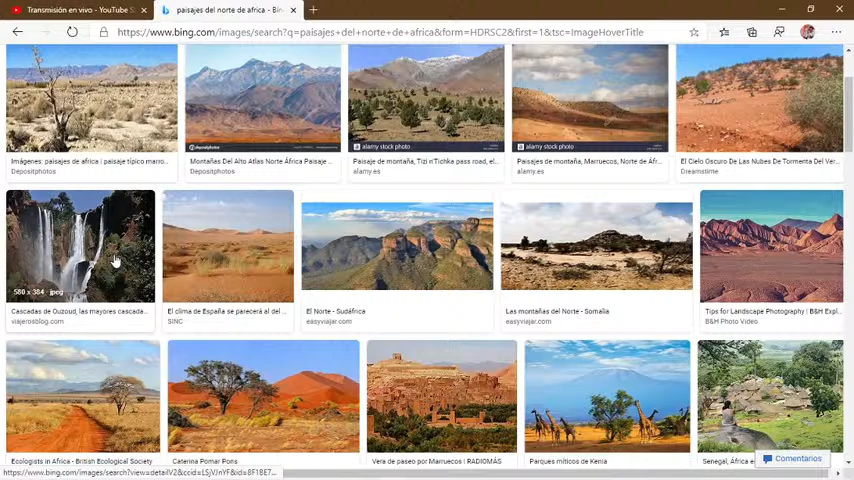 Transmisión en vivo - YouTube S
paisajes del norte de africa - Bin
https://www.bing.com/images/search?q=paisajes+del+norte+de+africa&form=HDRSC2&first=1&tsc=ImageHoverTitle
depositphotos
a alamy stock photo
a alamy stock photo
Imágenes: paisajes de africa | paisaje típico marro...
Montañas Del Alto Atlas Norte África Paisaje ...
Paisaje de montaña, Tizi n'Tichka pass road, el...
Paisajes de montaña, Marruecos, Norte de Áfr...
El Cielo Oscuro De Las Nubes De Tormenta Del Ver...
Depositphotos
Depositphotos
alamy.es
alamy.es
Dreamstime
580 x 384 · jpeg
Cascadas de Ouzoud, las mayores cascada...
El clima de España se parecerá al del ...
El Norte - Sudáfrica
Las montañas del Norte - Somalia
Tips for Landscape Photography | B&H Expl...
viajerosblog.com
SINC
easyviajar.com
easyviajar.com
B&H Photo Video
Ecologists in Africa - British Ecological Society
Caterina Pomar Pons
Vera de paseo por Marruecos | RADIOMÁS
Parques míticos de Kenia
Senegal, África e
Comentarios